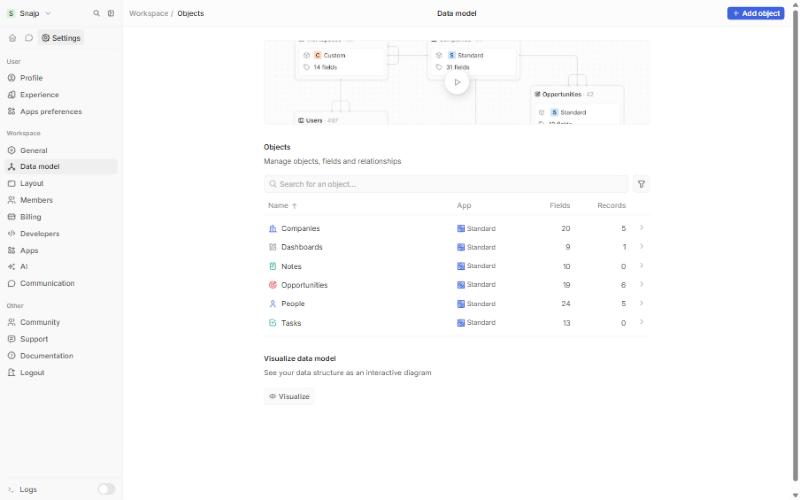 S Snap
Workspace / Objects
Data model
+ Add object
Settings
User
Profile
Experience
Apps preferences
Workspace
General
Data model
Layout
Members
Billing
Developers
Apps
AI
Communication
Other
Community
Support
Documentation
Logout
Logs
C Custom
14 fields
S Standard
31 fields
Opportunities · 42
S Standard
Users
Objects
Manage objects, fields and relationships
Search for an object...
Name App Fields Records
Companies Standard 20 5
Dashboards Standard 9 1
Notes Standard 10 0
Opportunities Standard 19 6
People Standard 24 5
Tasks Standard 13 0
Visualize data model
See your data structure as an interactive diagram
Visualize